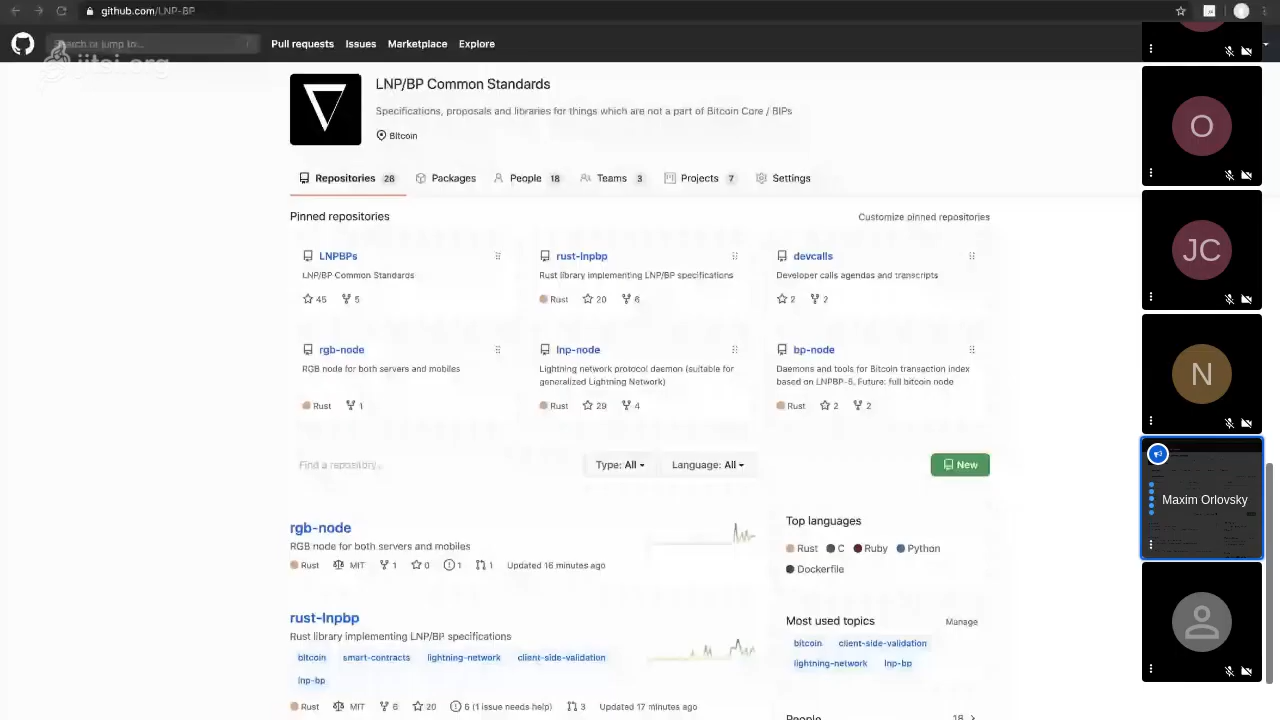 github.com/LNP-BP
Search or jump to...
Pull requests Issues Marketplace Explore
jitsi.org
LNP/BP Common Standards
Specifications, proposals and libraries for things which are not a part of Bitcoin Core / BIPs
Bitcoin
Repositories 28 Packages People 18 Teams 3 Projects 7 Settings
Pinned repositories Customize pinned repositories
LNPBPs
LNP/BP Common Standards
45 5
rust-lnpbp
Rust library implementing LNP/BP specifications
Rust 20 6
devcalls
Developer calls agendas and transcripts
2 2
rgb-node
RGB node for both servers and mobiles
Rust 1
lnp-node
Lightning network protocol daemon (suitable for
generalized Lightning Network)
Rust 29 4
bp-node
Daemons and tools for Bitcoin transaction index
based on LNPBP-5. Future: full bitcoin node
Rust 2 2
Find a repository...
Type: All Language: All New
rgb-node
RGB node for both servers and mobiles
Rust MIT 1 0 1 1 Updated 16 minutes ago
rust-lnpbp
Rust library implementing LNP/BP specifications
bitcoin smart-contracts lightning-network client-side-validation
lnp-bp
Rust MIT 6 20 6 (1 issue needs help) 3 Updated 17 minutes ago
Top languages
Rust C Ruby Python
Dockerfile
Most used topics Manage
bitcoin client-side-validation
lightning-network lnp-bp
People 18
O
JC
N
Maxim Orlovsky